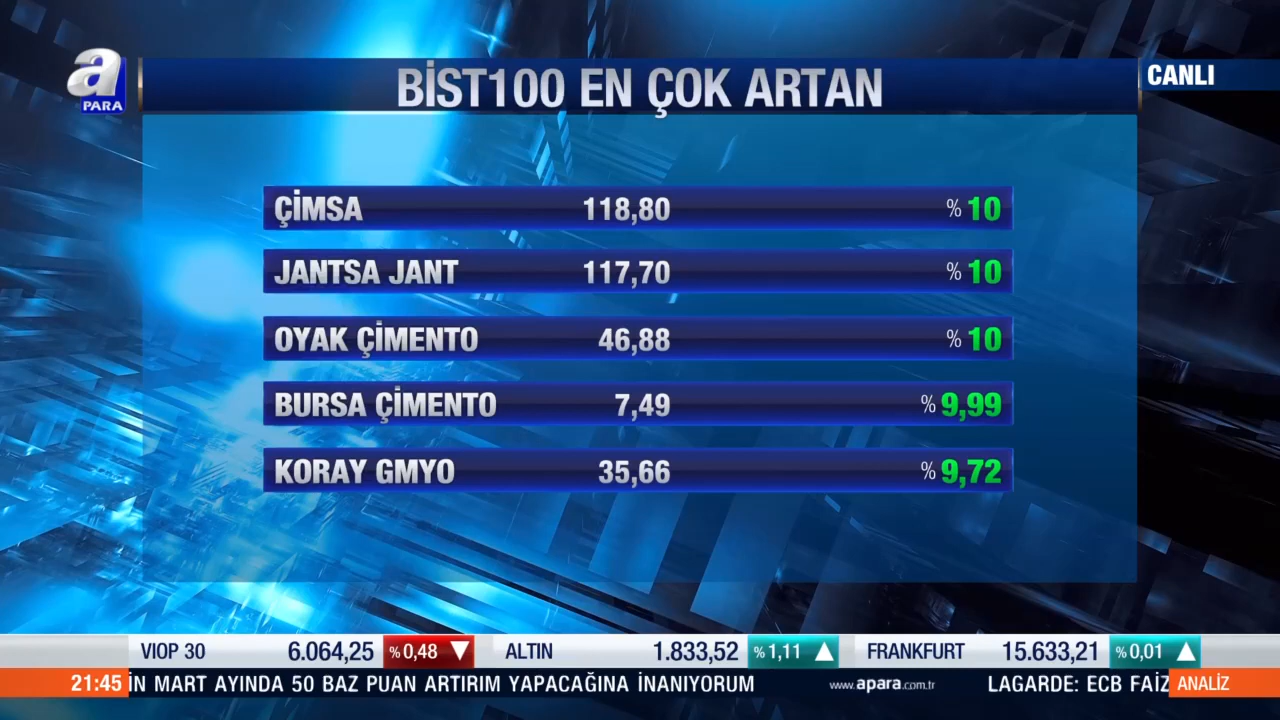 a
PARA
BİST100 EN ÇOK ARTAN
CANLI
ÇİMSA 118,80 % 10
JANTSA JANT 117,70 % 10
OYAK ÇİMENTO 46,88 % 10
BURSA ÇİMENTO 7,49 % 9,99
KORAY GMYO 35,66 % 9,72
VIOP 30 6.064,25 % 0,48 ALTIN 1.833,52 % 1,11 FRANKFURT 15.633,21 % 0,01
21:45 İN MART AYINDA 50 BAZ PUAN ARTIRIM YAPACAĞINA İNANIYORUM www.apara.com.tr LAGARDE: ECB FAİZ ANALİZ